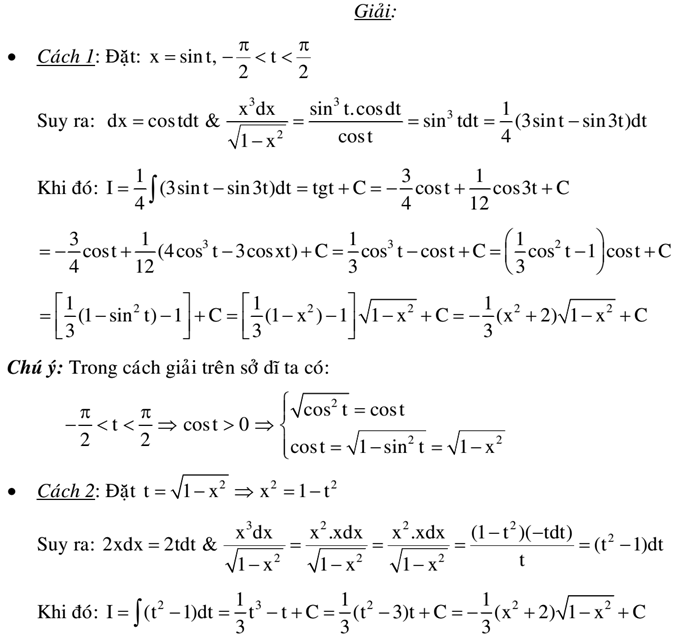 Giải:
• Cách 1: Đặt: x = sin t, −π/2 < t < π/2
Suy ra: dx = costdt & x³dx/√(1−x²) = sin³ t.cos dt/cos t = sin³ tdt = 1/4(3sin t − sin 3t)dt
Khi đó: I = 1/4∫(3sin t − sin 3t)dt = tgt + C = −3/4cos t + 1/12cos 3t + C
= −3/4cos t + 1/12(4cos³ t − 3cos xt) + C = 1/3cos³ t − cos t + C = (1/3cos² t − 1)cos t + C
= [1/3(1 − sin² t) − 1] + C = [1/3(1 − x²) − 1]√(1−x²) + C = −1/3(x² + 2)√(1−x²) + C
Chú ý: Trong cách giải trên sở dĩ ta có:
−π/2 < t < π/2 ⇒ cos t > 0 ⇒ { √(cos² t) = cos t
cos t = √(1 − sin² t) = √(1 − x²)
• Cách 2: Đặt t = √(1−x²) ⇒ x² = 1 − t²
Suy ra: 2xdx = 2tdt & x³dx/√(1−x²) = x².xdx/√(1−x²) = x².xdx/√(1−x²) = (1−t²)(−tdt)/t = (t² − 1)dt
Khi đó: I = ∫(t² − 1)dt = 1/3t³ − t + C = 1/3(t² − 3)t + C = −1/3(x² + 2)√(1−x²) + C